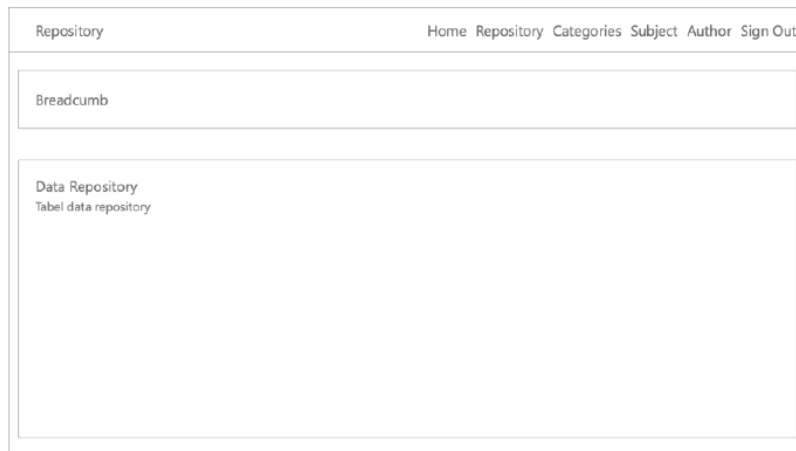 Repository Home Repository Categories Subject Author Sign Out
Breadcumb
Data Repository
Tabel data repository